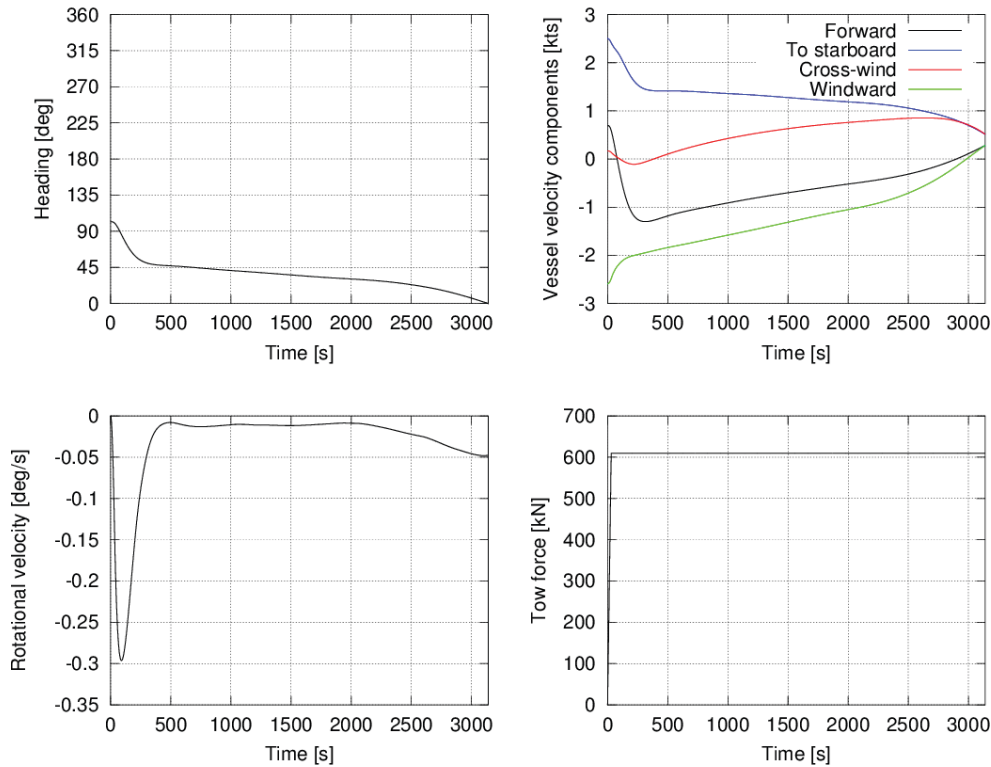 Heading [deg]
360
315
270
225
180
135
90
45
0
0 500 1000 1500 2000 2500 3000
Time [s]
Vessel velocity components [kts]
3
2
1
0
-1
-2
-3
Forward
To starboard
Cross-wind
Windward
0 500 1000 1500 2000 2500 3000
Time [s]
Rotational velocity [deg/s]
0
-0.05
-0.1
-0.15
-0.2
-0.25
-0.3
-0.35
0 500 1000 1500 2000 2500 3000
Time [s]
Tow force [kN]
700
600
500
400
300
200
100
0
0 500 1000 1500 2000 2500 3000
Time [s]